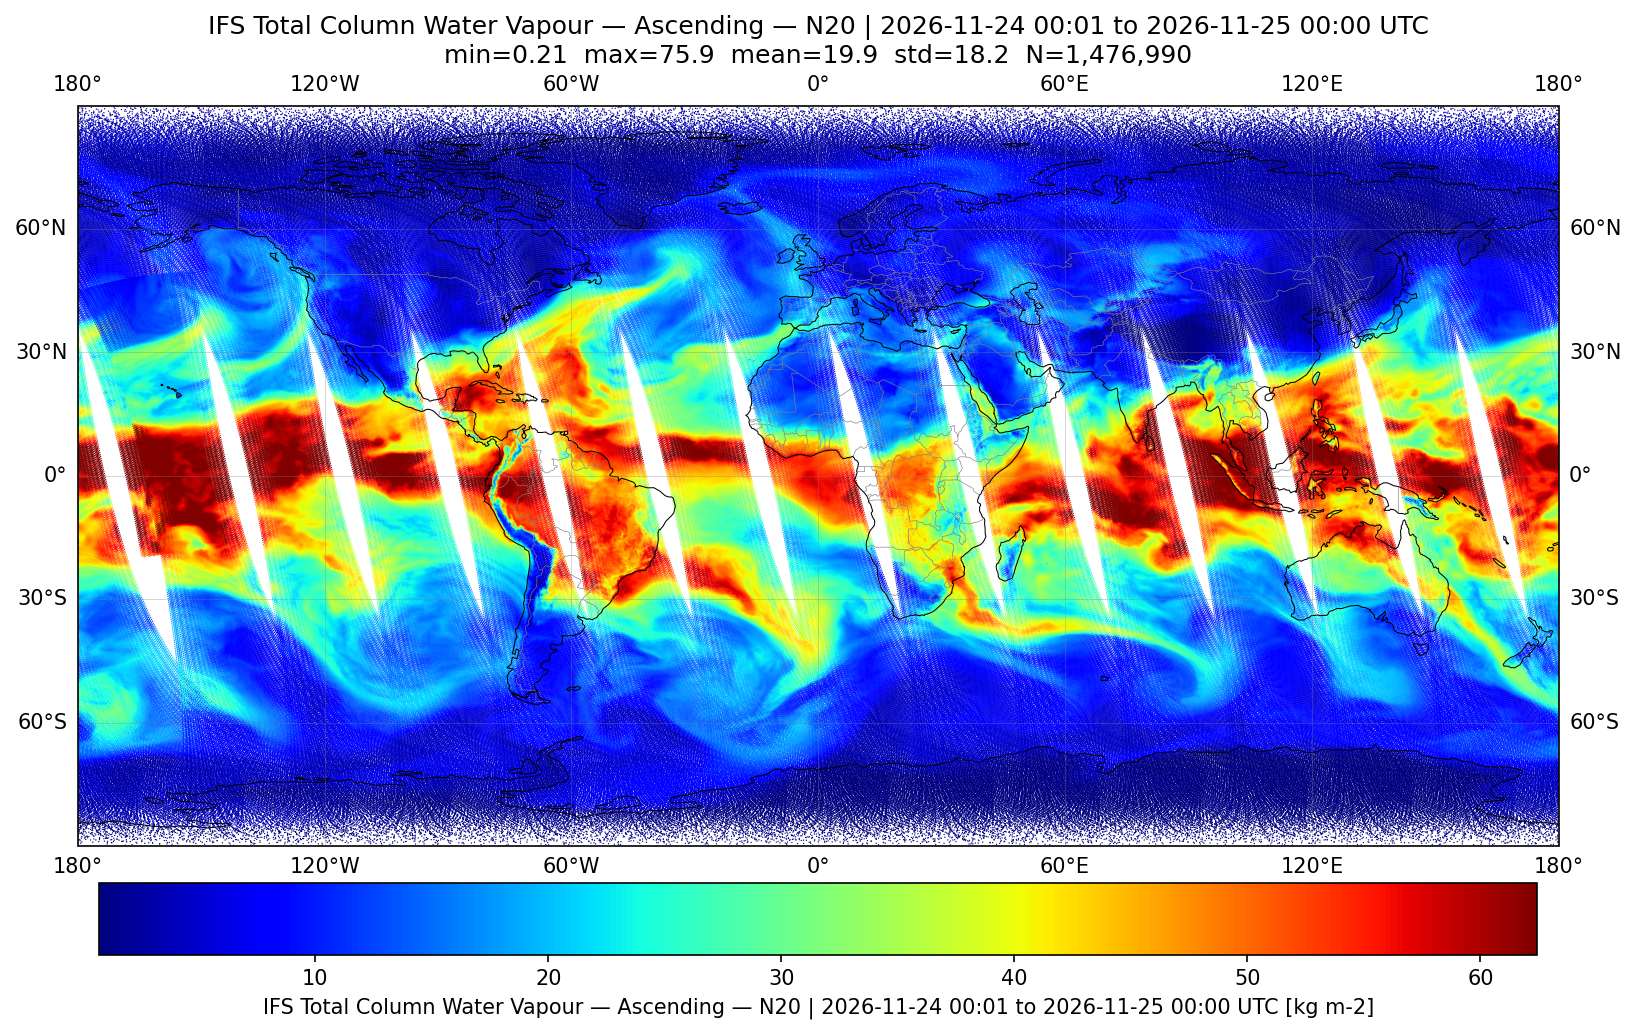 IFS Total Column Water Vapour — Ascending — N20 | 2026-11-24 00:01 to 2026-11-25 00:00 UTC
min=0.21  max=75.9  mean=19.9  std=18.2  N=1,476,990
180° 120°W 60°W 0° 60°E 120°E 180°
60°N 60°N
30°N 30°N
0° 0°
30°S 30°S
60°S 60°S
180° 120°W 60°W 0° 60°E 120°E 180°
10 20 30 40 50 60
IFS Total Column Water Vapour — Ascending — N20 | 2026-11-24 00:01 to 2026-11-25 00:00 UTC [kg m-2]